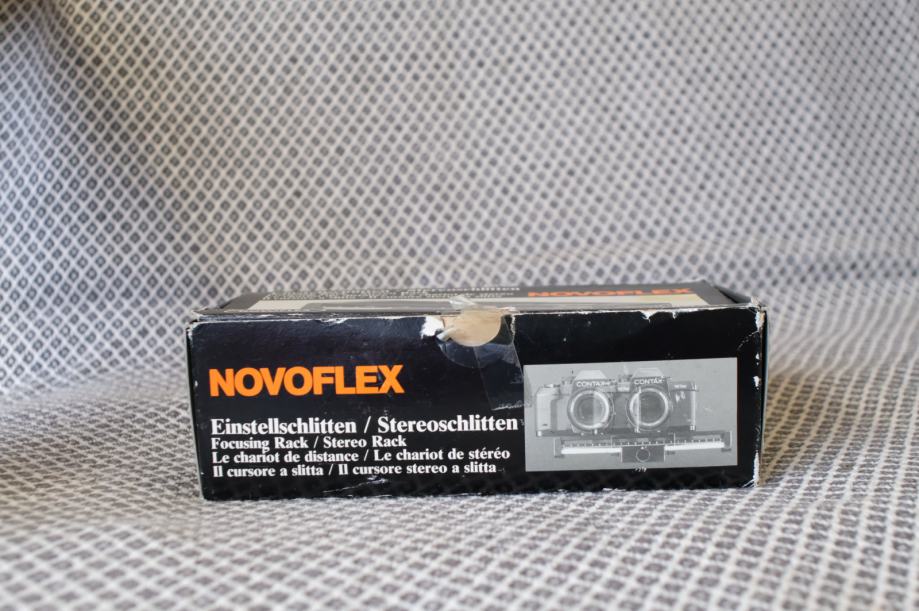 NOVOFLEX
NOVOFLEX
Einstellschlitten / Stereoschlitten
Focusing Rack / Stereo Rack
Le chariot de distance / Le chariot de stéréo
Il cursore a slitta / Il cursore stereo a slitta
CONTAX CONTAX